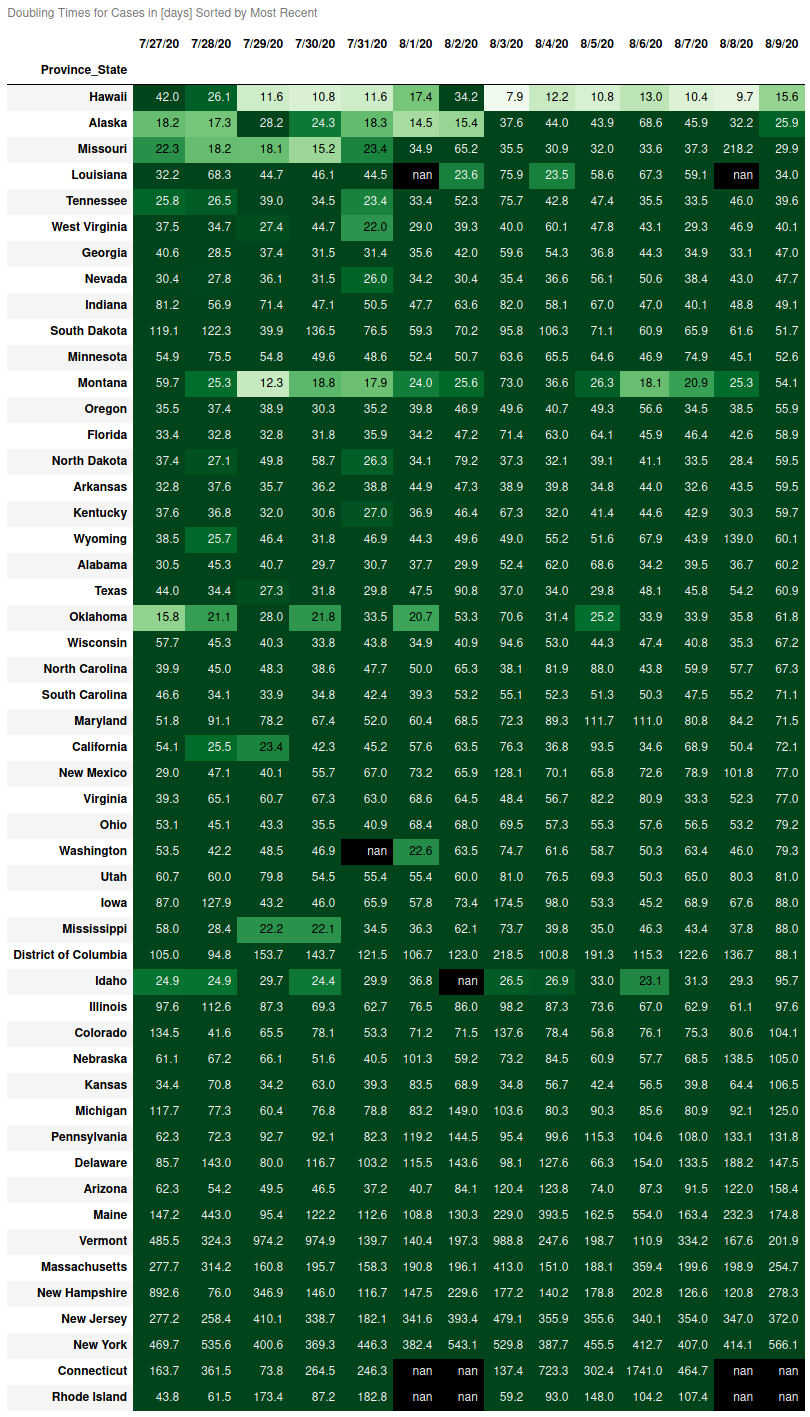 Doubling Times for Cases in [days] Sorted by Most Recent
7/27/20 7/28/20 7/29/20 7/30/20 7/31/20 8/1/20 8/2/20 8/3/20 8/4/20 8/5/20 8/6/20 8/7/20 8/8/20 8/9/20
Province_State
Hawaii 42.0 26.1 11.6 10.8 11.6 17.4 34.2 7.9 12.2 10.8 13.0 10.4 9.7 15.6
Alaska 18.2 17.3 28.2 24.3 18.3 14.5 15.4 37.6 44.0 43.9 68.6 45.9 32.2 25.9
Missouri 22.3 18.2 18.1 15.2 23.4 34.9 65.2 35.5 30.9 32.0 33.6 37.3 218.2 29.9
Louisiana 32.2 68.3 44.7 46.1 44.5 nan 23.6 75.9 23.5 58.6 67.3 59.1 nan 34.0
Tennessee 25.8 26.5 39.0 34.5 23.4 33.4 52.3 75.7 42.8 47.4 35.5 33.5 46.0 39.6
West Virginia 37.5 34.7 27.4 44.7 22.0 29.0 39.3 40.0 60.1 47.8 43.1 29.3 46.9 40.1
Georgia 40.6 28.5 37.4 31.5 31.4 35.6 42.0 59.6 54.3 36.8 44.3 34.9 33.1 47.0
Nevada 30.4 27.8 36.1 31.5 26.0 34.2 30.4 35.4 36.6 56.1 50.6 38.4 43.0 47.7
Indiana 81.2 56.9 71.4 47.1 50.5 47.7 63.6 82.0 58.1 67.0 47.0 40.1 48.8 49.1
South Dakota 119.1 122.3 39.9 136.5 76.5 59.3 70.2 95.8 106.3 71.1 60.9 65.9 61.6 51.7
Minnesota 54.9 75.5 54.8 49.6 48.6 52.4 50.7 63.6 65.5 64.6 46.9 74.9 45.1 52.6
Montana 59.7 25.3 12.3 18.8 17.9 24.0 25.6 73.0 36.6 26.3 18.1 20.9 25.3 54.1
Oregon 35.5 37.4 38.9 30.3 35.2 39.8 46.9 49.6 40.7 49.3 56.6 34.5 38.5 55.9
Florida 33.4 32.8 32.8 31.8 35.9 34.2 47.2 71.4 63.0 64.1 45.9 46.4 42.6 58.9
North Dakota 37.4 27.1 49.8 58.7 26.3 34.1 79.2 37.3 32.1 39.1 41.1 33.5 28.4 59.5
Arkansas 32.8 37.6 35.7 36.2 38.8 44.9 47.3 38.9 39.8 34.8 44.0 32.6 43.5 59.5
Kentucky 37.6 36.8 32.0 30.6 27.0 36.9 46.4 67.3 32.0 41.4 44.6 42.9 30.3 59.7
Wyoming 38.5 25.7 46.4 31.8 46.9 44.3 49.6 49.0 55.2 51.6 67.9 43.9 139.0 60.1
Alabama 30.5 45.3 40.7 29.7 30.7 37.7 29.9 52.4 62.0 68.6 34.2 39.5 36.7 60.2
Texas 44.0 34.4 27.3 31.8 29.8 47.5 90.8 37.0 34.0 29.8 48.1 45.8 54.2 60.9
Oklahoma 15.8 21.1 28.0 21.8 33.5 20.7 53.3 70.6 31.4 25.2 33.9 33.9 35.8 61.8
Wisconsin 57.7 45.3 40.3 33.8 43.8 34.9 40.9 94.6 53.0 44.3 47.4 40.8 35.3 67.2
North Carolina 39.9 45.0 48.3 38.6 47.7 50.0 65.3 38.1 81.9 88.0 43.8 59.9 57.7 67.3
South Carolina 46.6 34.1 33.9 34.8 42.4 39.3 53.2 55.1 52.3 51.3 50.3 47.5 55.2 71.1
Maryland 51.8 91.1 78.2 67.4 52.0 60.4 68.5 72.3 89.3 111.7 111.0 80.8 84.2 71.5
California 54.1 25.5 23.4 42.3 45.2 57.6 63.5 76.3 36.8 93.5 34.6 68.9 50.4 72.1
New Mexico 29.0 47.1 40.1 55.7 67.0 73.2 65.9 128.1 70.1 65.8 72.6 78.9 101.8 77.0
Virginia 39.3 65.1 60.7 67.3 63.0 68.6 64.5 48.4 56.7 82.2 80.9 33.3 52.3 77.0
Ohio 53.1 45.1 43.3 35.5 40.9 68.4 68.0 69.5 57.3 55.3 57.6 56.5 53.2 79.2
Washington 53.5 42.2 48.5 46.9 nan 22.6 63.5 74.7 61.6 58.7 50.3 63.4 46.0 79.3
Utah 60.7 60.0 79.8 54.5 55.4 55.4 60.0 81.0 76.5 69.3 50.3 65.0 80.3 81.0
Iowa 87.0 127.9 43.2 46.0 65.9 57.8 73.4 174.5 98.0 53.3 45.2 68.9 67.6 88.0
Mississippi 58.0 28.4 22.2 22.1 34.5 36.3 62.1 73.7 39.8 35.0 46.3 43.4 37.8 88.0
District of Columbia 105.0 94.8 153.7 143.7 121.5 106.7 123.0 218.5 100.8 191.3 115.3 122.6 136.7 88.1
Idaho 24.9 24.9 29.7 24.4 29.9 36.8 nan 26.5 26.9 33.0 23.1 31.3 29.3 95.7
Illinois 97.6 112.6 87.3 69.3 62.7 76.5 86.0 98.2 87.3 73.6 67.0 62.9 61.1 97.6
Colorado 134.5 41.6 65.5 78.1 53.3 71.2 71.5 137.6 78.4 56.8 76.1 75.3 80.6 104.1
Nebraska 61.1 67.2 66.1 51.6 40.5 101.3 59.2 73.2 84.5 60.9 57.7 68.5 138.5 105.0
Kansas 34.4 70.8 34.2 63.0 39.3 83.5 68.9 34.8 56.7 42.4 56.5 39.8 64.4 106.5
Michigan 117.7 77.3 60.4 76.8 78.8 83.2 149.0 103.6 80.3 90.3 85.6 80.9 92.1 125.0
Pennsylvania 62.3 72.3 92.7 92.1 82.3 119.2 144.5 95.4 99.6 115.3 104.6 108.0 133.1 131.8
Delaware 85.7 143.0 80.0 116.7 103.2 115.5 143.6 98.1 127.6 66.3 154.0 133.5 188.2 147.5
Arizona 62.3 54.2 49.5 46.5 37.2 40.7 84.1 120.4 123.8 74.0 87.3 91.5 122.0 158.4
Maine 147.2 443.0 95.4 122.2 112.6 108.8 130.3 229.0 393.5 162.5 554.0 163.4 232.3 174.8
Vermont 485.5 324.3 974.2 974.9 139.7 140.4 197.3 988.8 247.6 198.7 110.9 334.2 167.6 201.9
Massachusetts 277.7 314.2 160.8 195.7 158.3 190.8 196.1 413.0 151.0 188.1 359.4 199.6 198.9 254.7
New Hampshire 892.6 76.0 346.9 146.0 116.7 147.5 229.6 177.2 140.2 178.8 202.8 126.6 120.8 278.3
New Jersey 277.2 258.4 410.1 338.7 182.1 341.6 393.4 479.1 355.9 355.6 340.1 354.0 347.0 372.0
New York 469.7 535.6 400.6 369.3 446.3 382.4 543.1 529.8 387.7 455.5 412.7 407.0 414.1 566.1
Connecticut 163.7 361.5 73.8 264.5 246.3 nan nan 137.4 723.3 302.4 1741.0 464.7 nan nan
Rhode Island 43.8 61.5 173.4 87.2 182.8 nan nan 59.2 93.0 148.0 104.2 107.4 nan nan